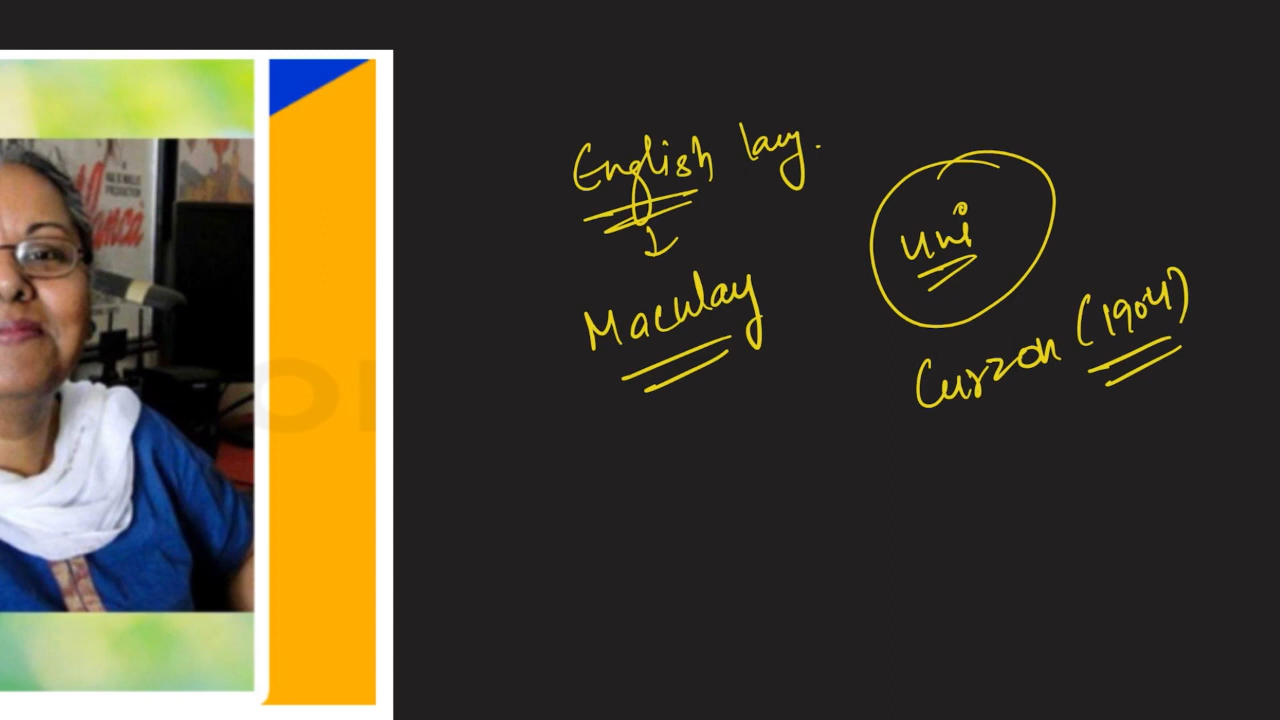 English lang.
↓
Maculay
uni
Curzon (1904)